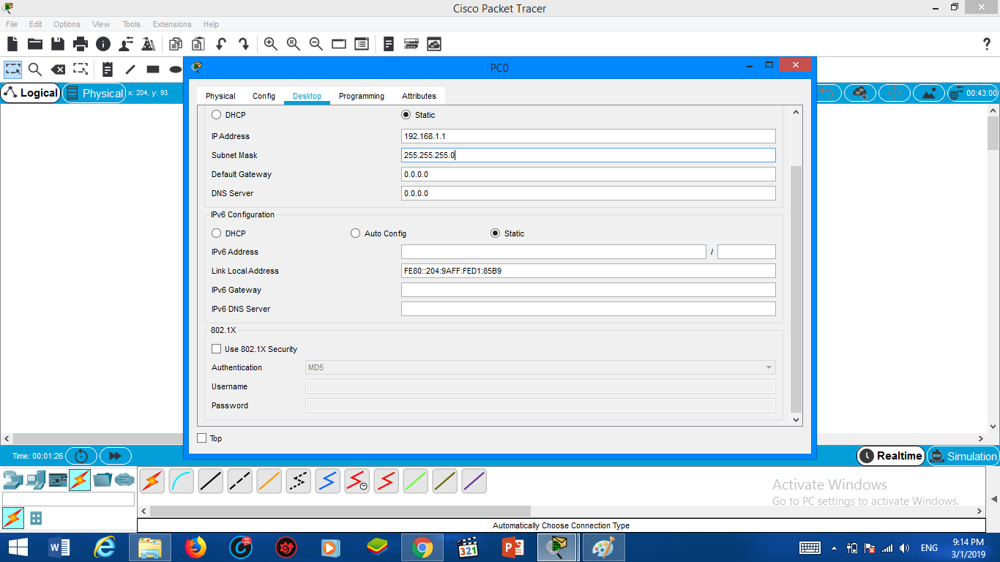 Cisco Packet Tracer
File Edit Options View Tools Extensions Help
?
Logical Physical x: 204, y: 93 00:43:00
PC0
Physical Config Desktop Programming Attributes
DHCP Static
IP Address 192.168.1.1
Subnet Mask 255.255.255.0
Default Gateway 0.0.0.0
DNS Server 0.0.0.0
IPv6 Configuration
DHCP Auto Config Static
IPv6 Address /
Link Local Address FE80::204:9AFF:FED1:85B9
IPv6 Gateway
IPv6 DNS Server
802.1X
Use 802.1X Security
Authentication MD5
Username
Password
Top
Time: 00:01:26 Realtime Simulation
Activate Windows
Go to PC settings to activate Windows.
Automatically Choose Connection Type
321
ENG 9:14 PM
3/1/2019